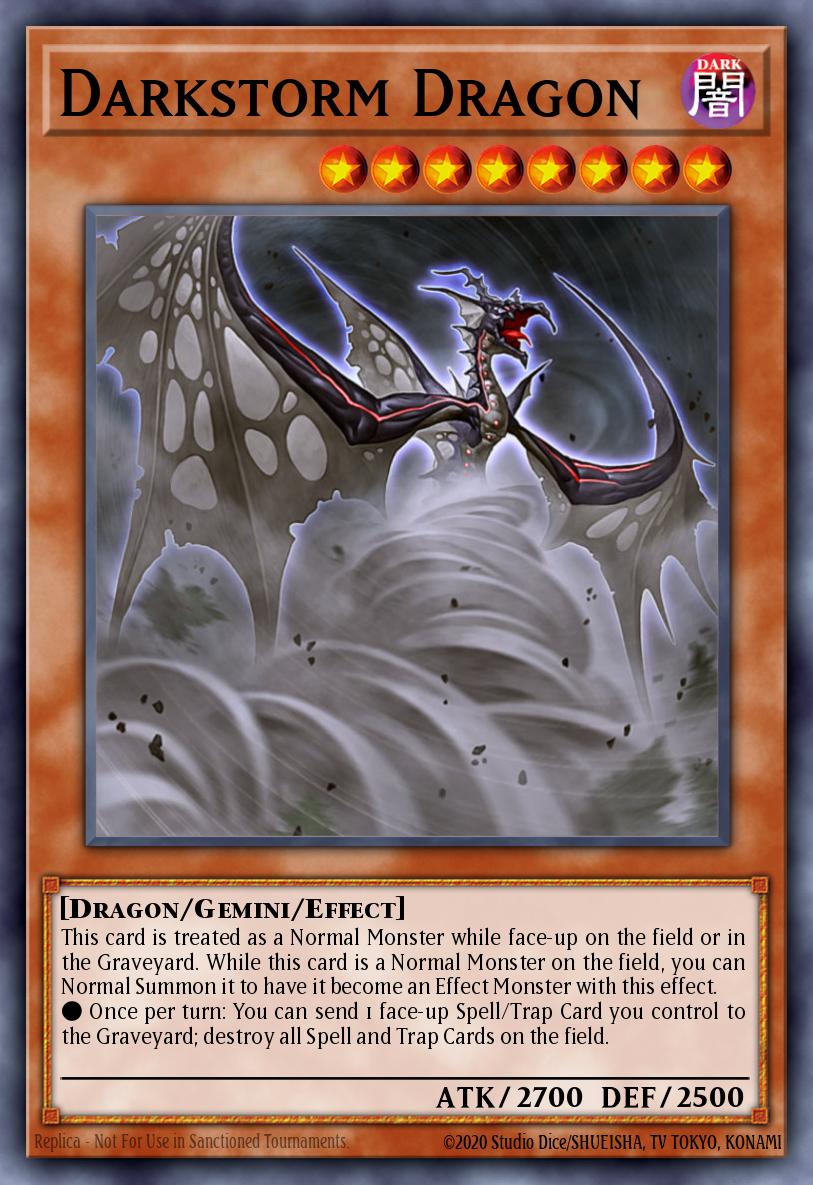 Darkstorm Dragon
DARK
闇
[Dragon/Gemini/Effect]
This card is treated as a Normal Monster while face-up on the field or in
the Graveyard. While this card is a Normal Monster on the field, you can
Normal Summon it to have it become an Effect Monster with this effect.
● Once per turn: You can send 1 face-up Spell/Trap Card you control to
the Graveyard; destroy all Spell and Trap Cards on the field.
ATK/2700 DEF/2500
Replica - Not For Use in Sanctioned Tournaments.
©2020 Studio Dice/SHUEISHA, TV TOKYO, KONAMI